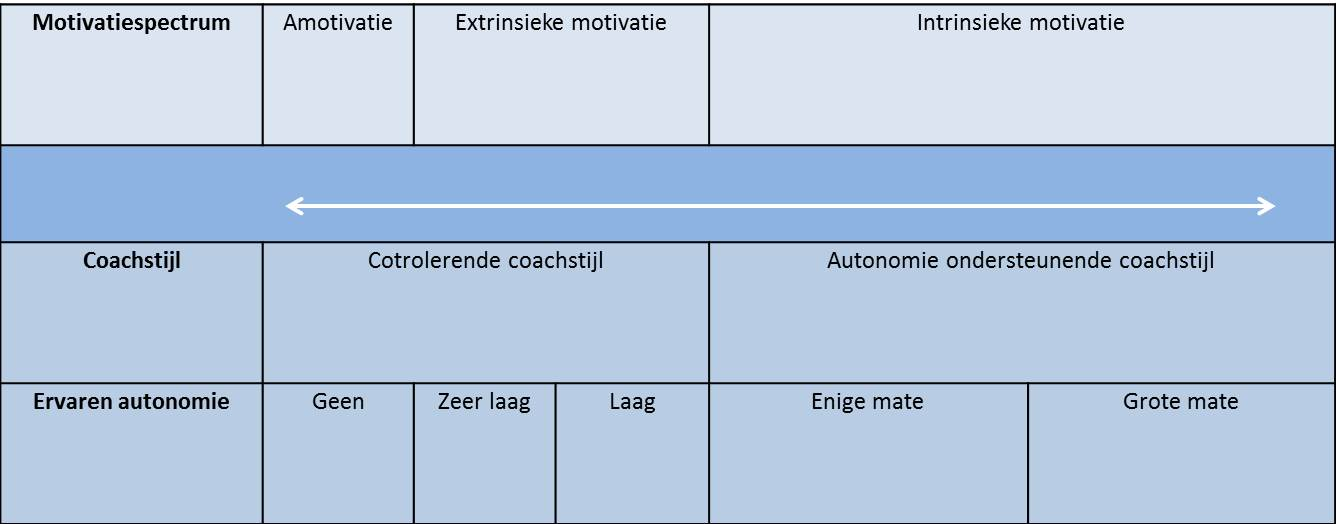 Motivatiespectrum Amotivatie Extrinsieke motivatie Intrinsieke motivatie
Coachstijl Cotrolerende coachstijl Autonomie ondersteunende coachstijl
Ervaren autonomie Geen Zeer laag Laag Enige mate Grote mate